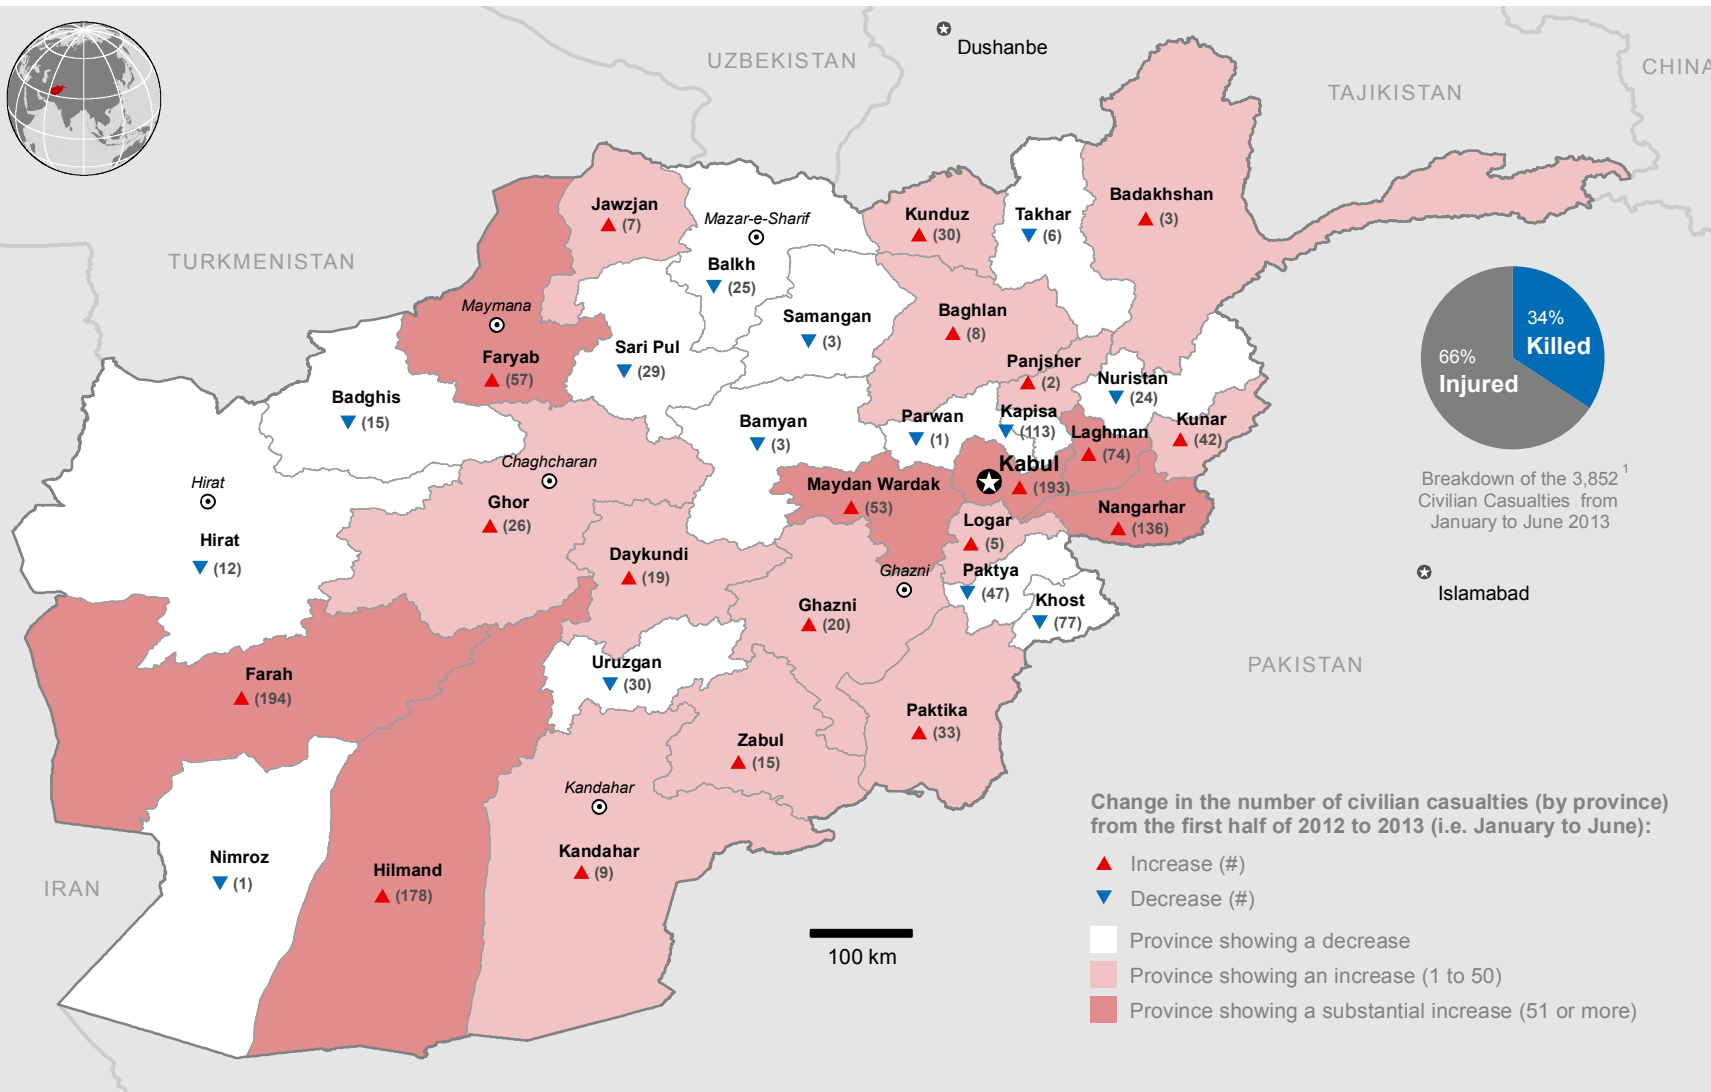 Dushanbe
UZBEKISTAN
CHINA
TAJIKISTAN
TURKMENISTAN
Jawzjan
(7)
Mazar-e-Sharif
Balkh
(25)
Kunduz
(30)
Takhar
(6)
Badakhshan
(3)
Maymana
Faryab
(57)
Sari Pul
(29)
Samangan
(3)
Baghlan
(8)
Panjsher
(2)
Nuristan
(24)
Badghis
(15)
Bamyan
(3)
Parwan
(1)
Kapisa
(113)
Laghman
(74)
Kunar
(42)
34%
Killed
66%
Injured
Breakdown of the 3,852 1
Civilian Casualties from
January to June 2013
Hirat
Hirat
(12)
Chaghcharan
Ghor
(26)
Maydan Wardak
(53)
Kabul
(193)
Nangarhar
(136)
Logar
(5)
Daykundi
(19)
Ghazni
Ghazni
(20)
Paktya
(47)
Khost
(77)
Islamabad
PAKISTAN
Farah
(194)
Uruzgan
(30)
Zabul
(15)
Paktika
(33)
Kandahar
Kandahar
(9)
Nimroz
(1)
Hilmand
(178)
IRAN
100 km
Change in the number of civilian casualties (by province)
from the first half of 2012 to 2013 (i.e. January to June):
Increase (#)
Decrease (#)
Province showing a decrease
Province showing an increase (1 to 50)
Province showing a substantial increase (51 or more)